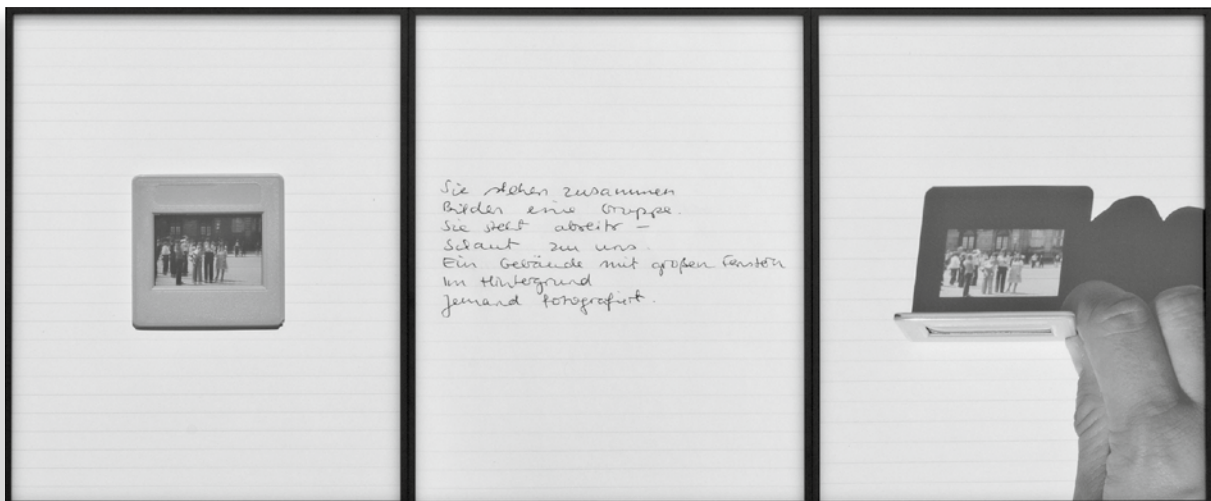 Sie stehen zusammen
Bilden eine Gruppe.
Sie steht abseits –
Schaut zu uns.
Ein Gebäude mit großen Fenstern
im Hintergrund
Jemand fotografiert.